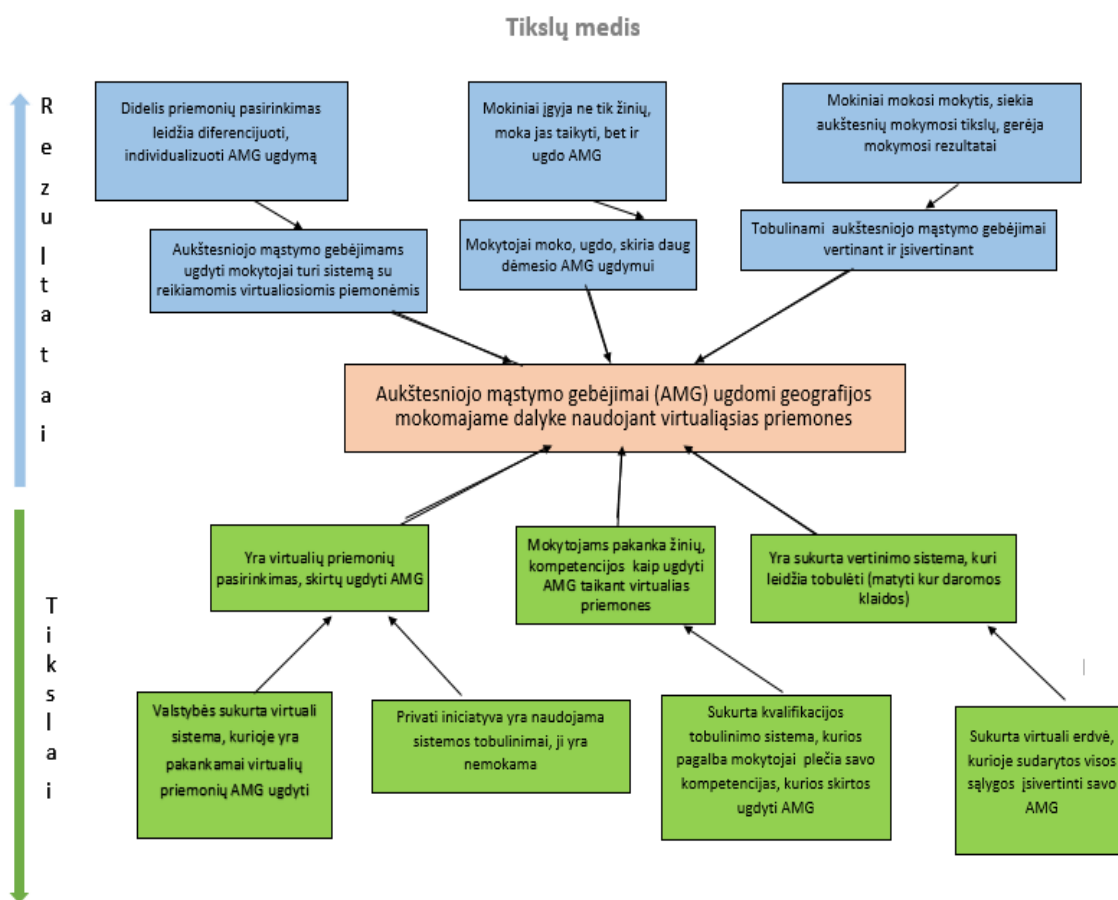 Tikslų medis
Rezultatai
Didelis priemonių pasirinkimas
leidžia diferencijuoti,
individualizuoti AMG ugdymą
Mokiniai įgyja ne tik žinių,
moka jas taikyti, bet ir
ugdo AMG
Mokiniai mokosi mokytis, siekia
aukštesnių mokymosi tikslų, gerėja
mokymosi rezultatai
Aukštesniojo mąstymo gebėjimams
ugdyti mokytojai turi sistemą su
reikiamomis virtualiosiomis piemonėmis
Mokytojai moko, ugdo, skiria daug
dėmesio AMG ugdymui
Tobulinami aukštesniojo mąstymo gebėjimai
vertinant ir įsivertinant
Aukštesniojo mąstymo gebėjimai (AMG) ugdomi geografijos
mokomajame dalyke naudojant virtualiąsias priemones
Tikslai
Yra virtualių priemonių
pasirinkimas, skirtų ugdyti AMG
Mokytojams pakanka žinių,
kompetencijos kaip ugdyti
AMG taikant virtualias
priemones
Yra sukurta vertinimo sistema, kuri
leidžia tobulėti (matyti kur daromos
klaidos)
Valstybės sukurta virtuali
sistema, kurioje yra
pakankamai virtualių
priemonių AMG ugdyti
Privati iniciatyva yra naudojama
sistemos tobulinimai, ji yra
nemokama
Sukurta kvalifikacijos
tobulinimo sistema, kurios
pagalba mokytojai plečia savo
kompetencijas, kurios skirtos
ugdyti AMG
Sukurta virtuali erdvė,
kurioje sudarytos visos
sąlygos įsivertinti savo
AMG